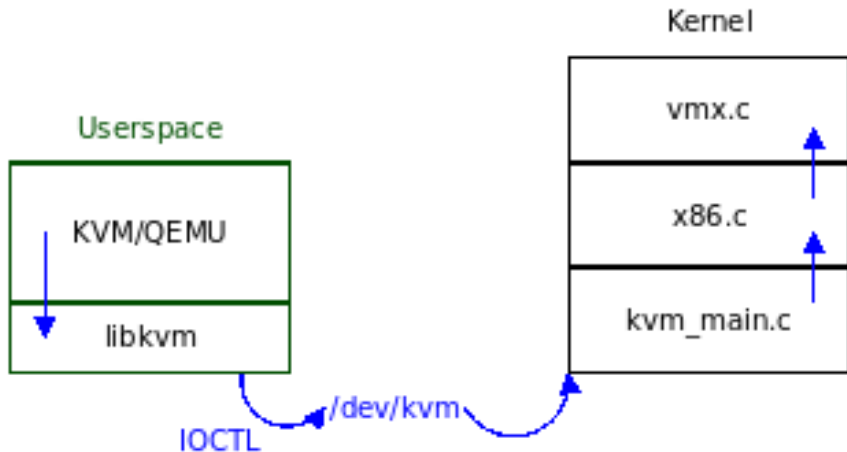 Kernel
vmx.c
Userspace
x86.c
KVM/QEMU
kvm_main.c
libkvm
/dev/kvm
IOCTL